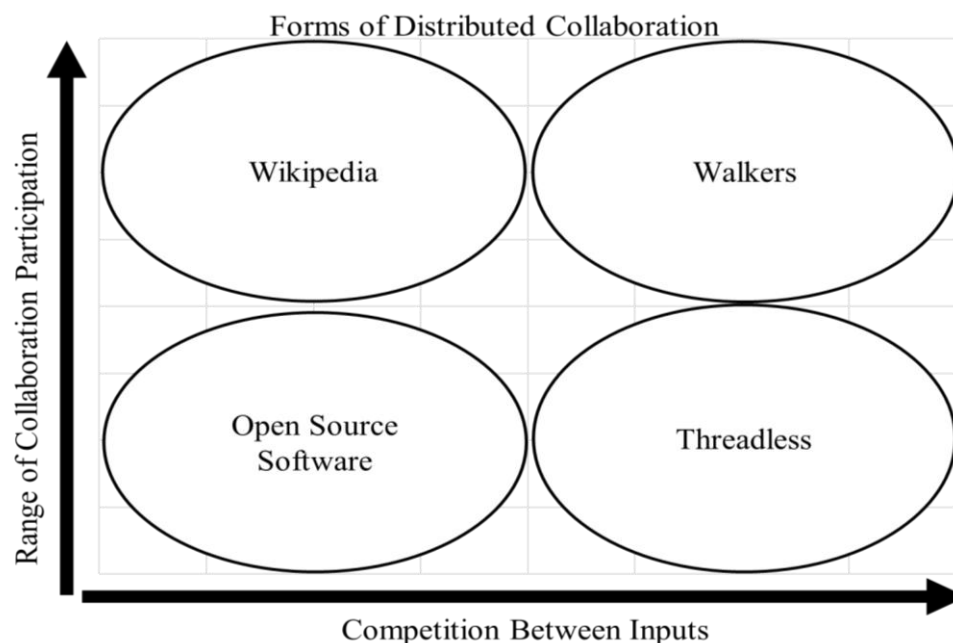 Forms of Distributed Collaboration
Range of Collaboration Participation
Wikipedia
Walkers
Open Source
Software
Threadless
Competition Between Inputs